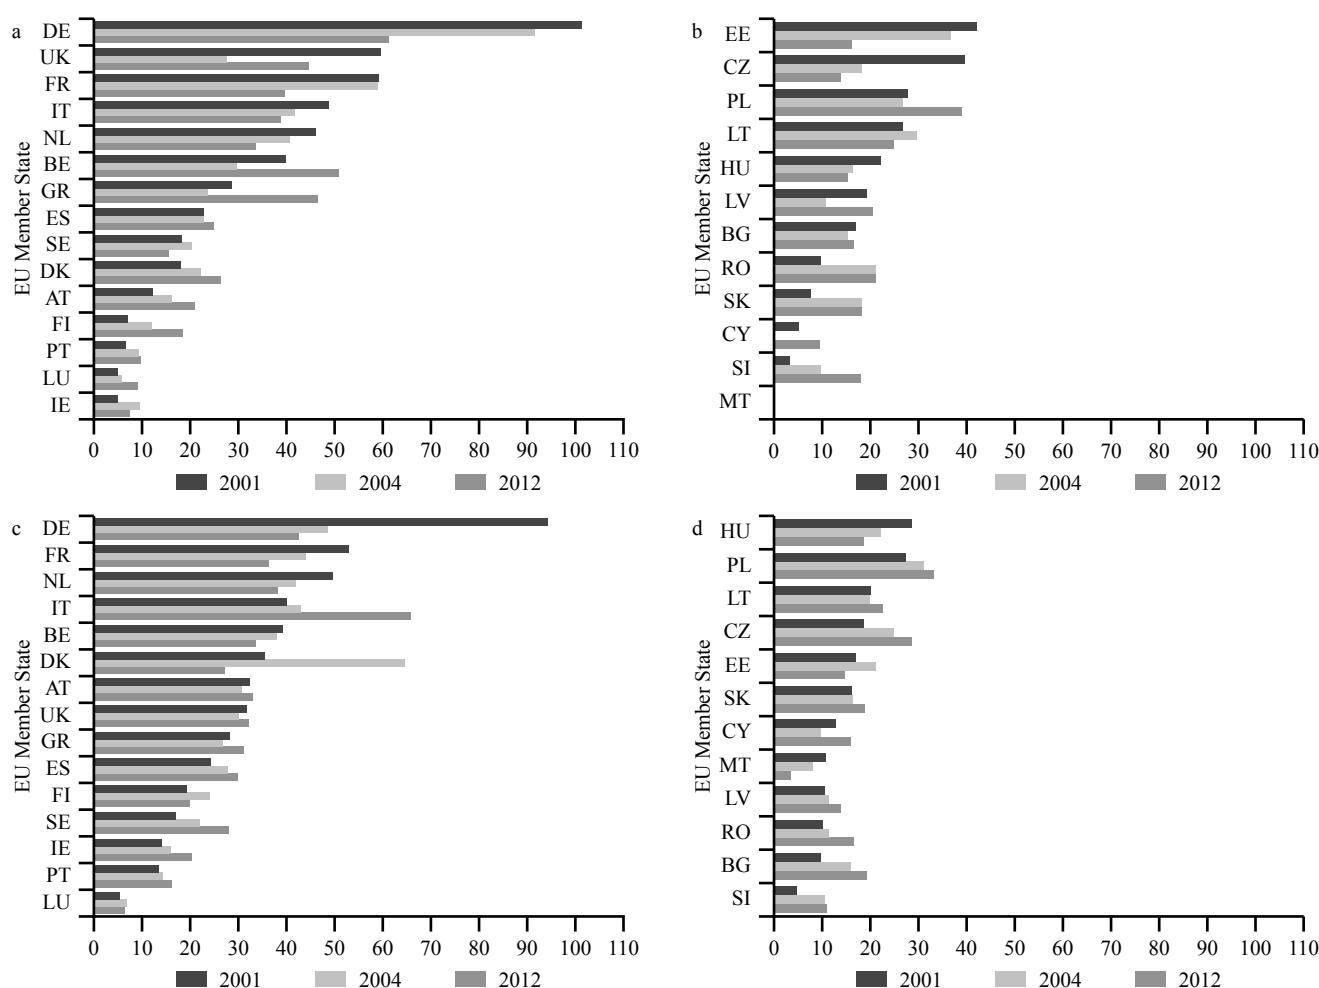 a
EU Member State
DE
UK
FR
IT
NL
BE
GR
ES
SE
DK
AT
FI
PT
LU
IE
0 10 20 30 40 50 60 70 80 90 100 110
2001 2004 2012
b
EU Member State
EE
CZ
PL
LT
HU
LV
BG
RO
SK
CY
SI
MT
0 10 20 30 40 50 60 70 80 90 100 110
2001 2004 2012
c
EU Member State
DE
FR
NL
IT
BE
DK
AT
UK
GR
ES
FI
SE
IE
PT
LU
0 10 20 30 40 50 60 70 80 90 100 110
2001 2004 2012
d
EU Member State
HU
PL
LT
CZ
EE
SK
CY
MT
LV
RO
BG
SI
0 10 20 30 40 50 60 70 80 90 100 110
2001 2004 2012